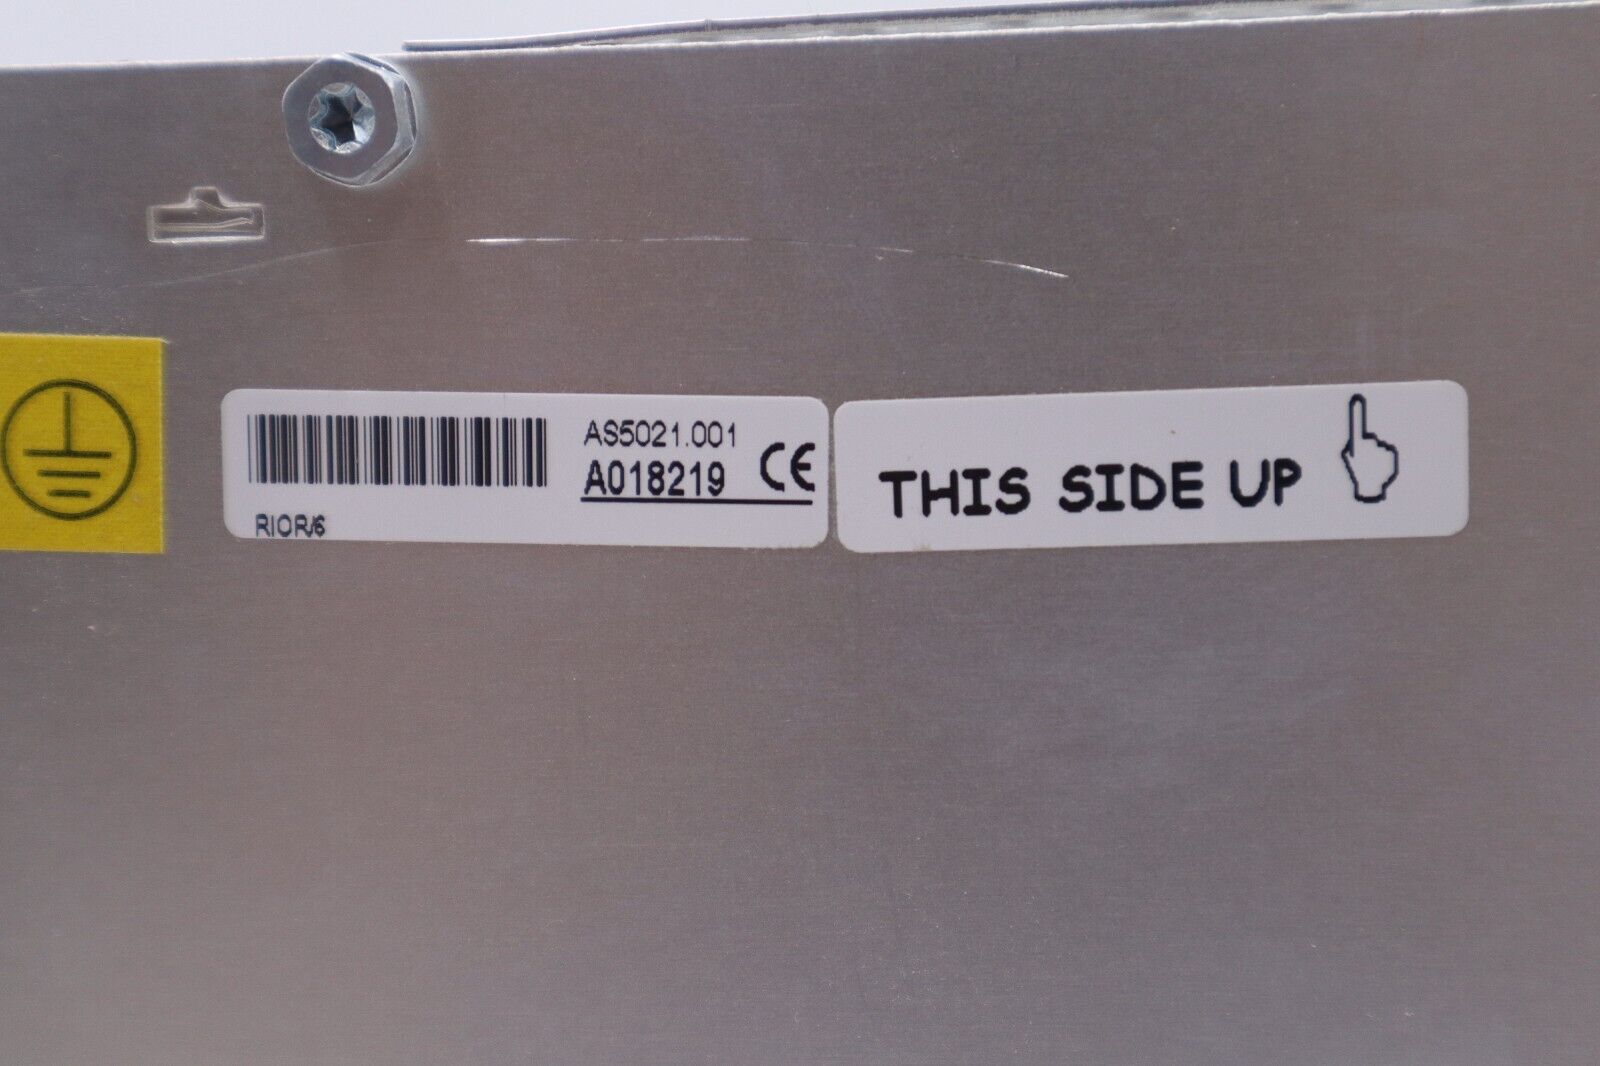 AS5021.001
A018219 CE
RIOR/6
THIS SIDE UP